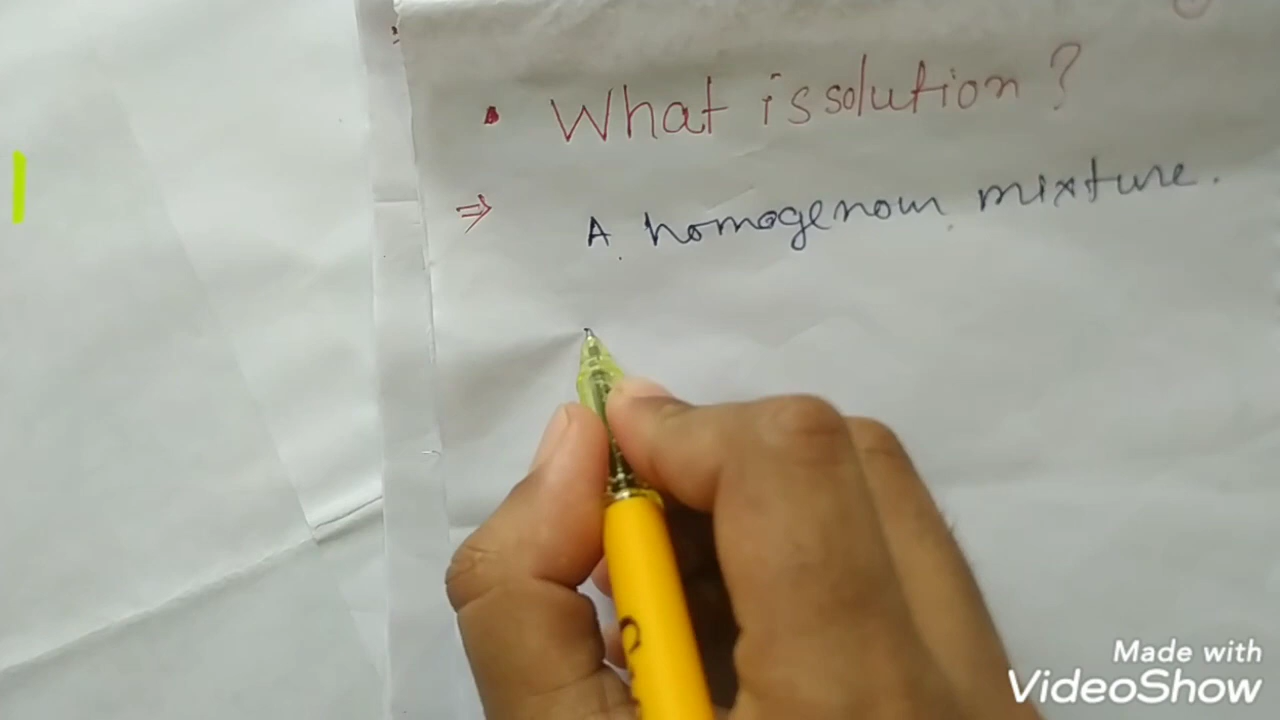 • What is solution?
⇒ A homogenous mixture.
Made with
VideoShow